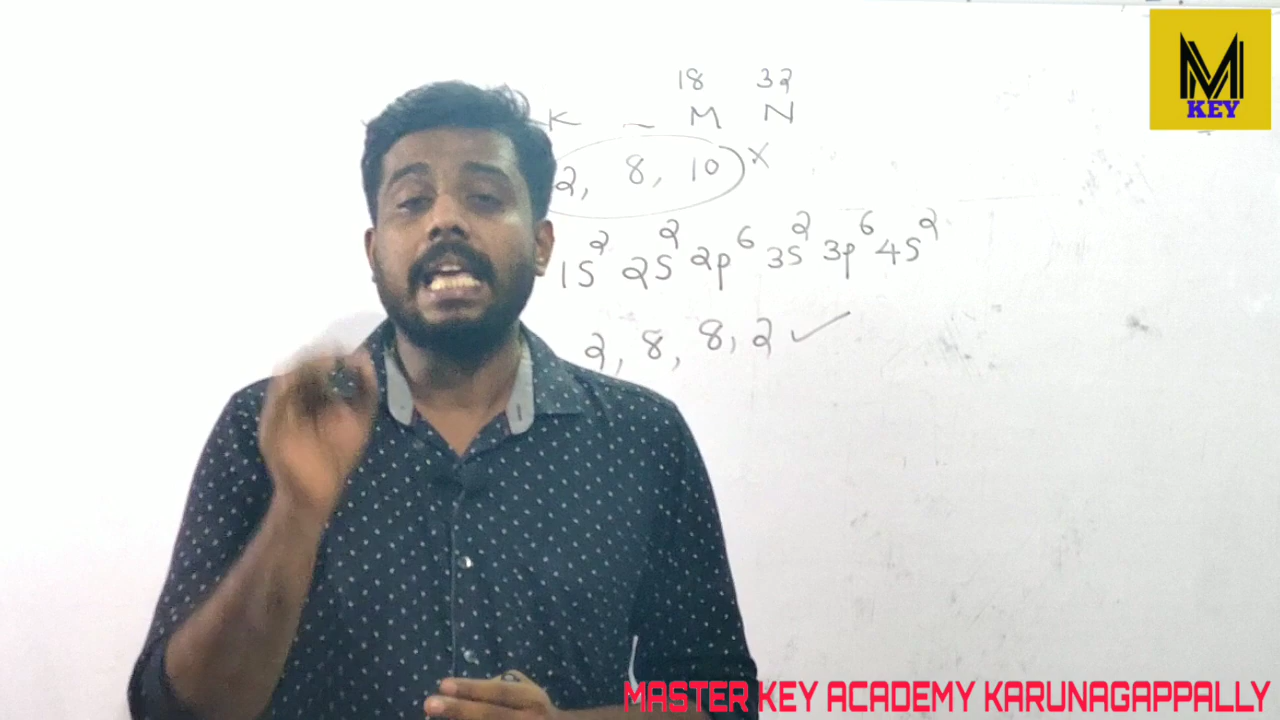 M
KEY
18 32
K L M N
2, 8, 10) X
1s² 2s² 2p⁶ 3s² 3p⁶ 4s²
2, 8, 8, 2 ✓
MASTER KEY ACADEMY KARUNAGAPPALLY